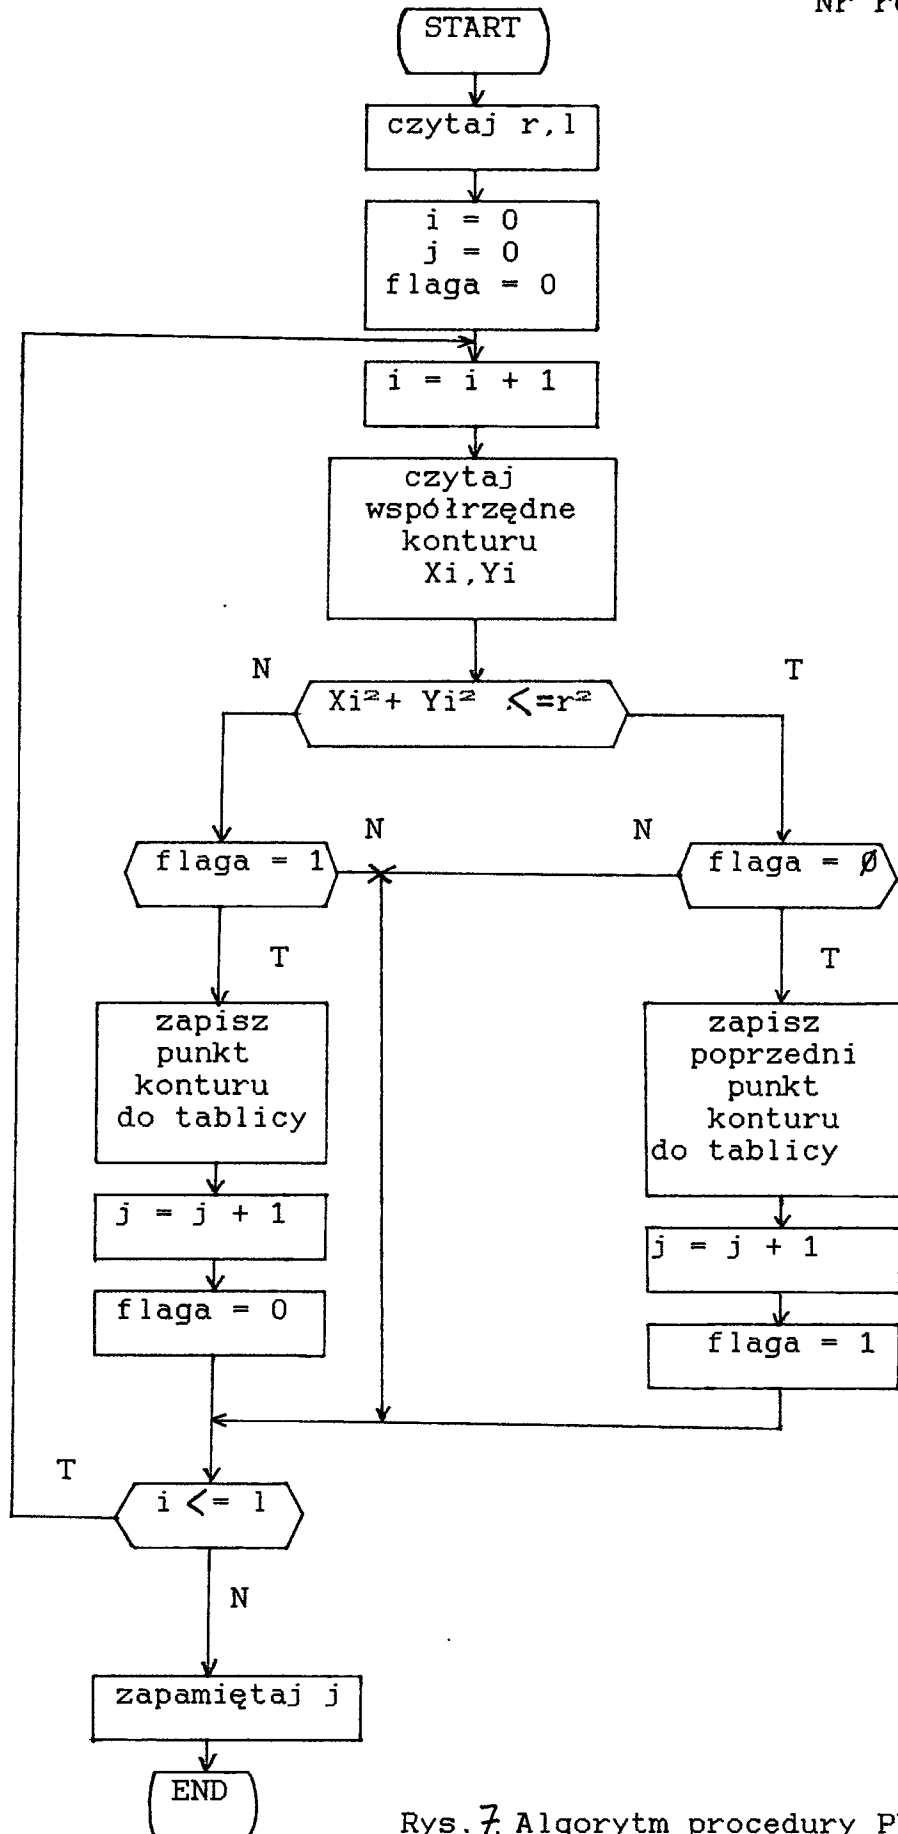 Nr
START
czytaj r,l
i = 0
j = 0
flaga = 0
i = i + 1
czytaj
współrzędne
konturu
Xi,Yi
N
T
Xi²+ Yi² <=r²
N
N
flaga = 1
flaga = Ø
T
T
zapisz
punkt
konturu
do tablicy
zapisz
poprzedni
punkt
konturu
do tablicy
j = j + 1
j = j + 1
flaga = 0
flaga = 1
T
i <= l
N
zapamiętaj j
END
Rys.7. Algorytm procedury